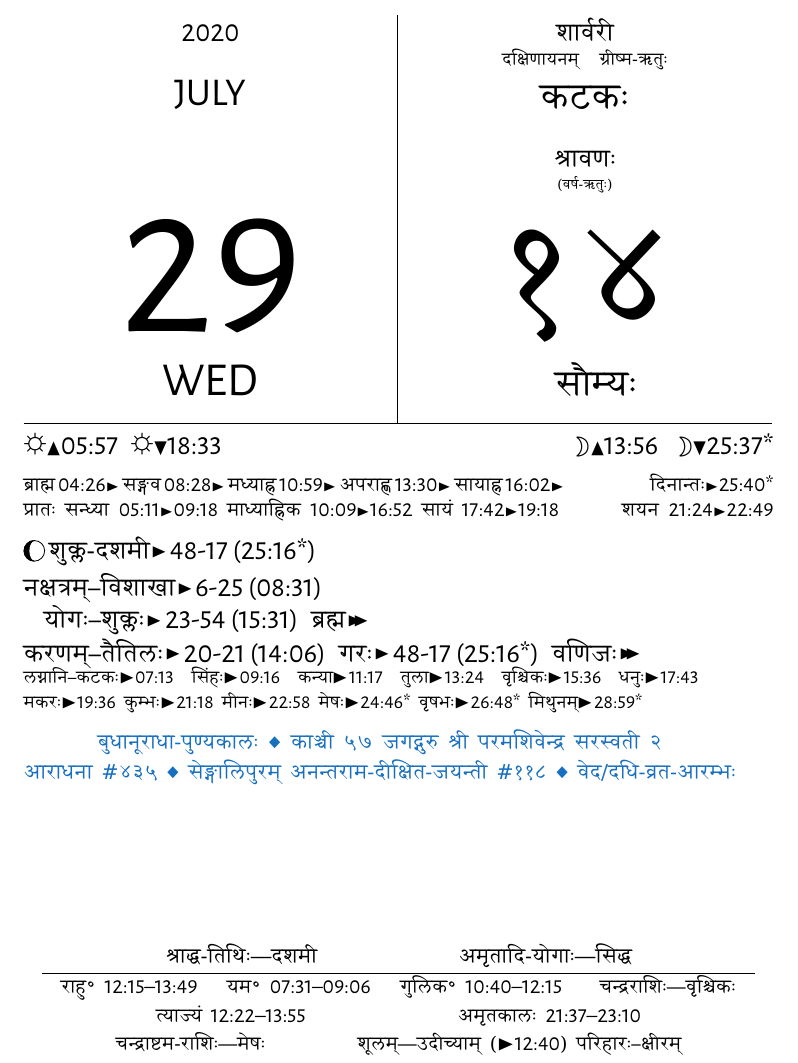 2020
JULY
29
WED
शार्वरी
दक्षिणायनम् ग्रीष्म-ऋतुः
कटकः
श्रावणः
(वर्ष-ऋतुः)
१४
सौम्यः
☼▲05:57 ☼▼18:33 ☽▲13:56 ☽▼25:37*
ब्राह्म 04:26► सङ्गव 08:28► मध्याह्न 10:59► अपराह्ण 13:30► सायाह्न 16:02► दिनान्तः►25:40*
प्रातः सन्ध्या 05:11►09:18 माध्याह्निक 10:09►16:52 सायं 17:42►19:18 शयन 21:24►22:49
शुक्ल-दशमी► 48-17 (25:16*)
नक्षत्रम्–विशाखा► 6-25 (08:31)
योगः–शुक्लः► 23-54 (15:31) ब्रह्म►►
करणम्–तैतिलः► 20-21 (14:06) गरः► 48-17 (25:16*) वणिजः►►
लग्नानि–कटकः►07:13 सिंहः►09:16 कन्या►11:17 तुला►13:24 वृश्चिकः►15:36 धनुः►17:43
मकरः►19:36 कुम्भः►21:18 मीनः►22:58 मेषः►24:46* वृषभः►26:48* मिथुनम्►28:59*
बुधानूराधा-पुण्यकालः ◆ काञ्ची ५७ जगद्गुरु श्री परमशिवेन्द्र सरस्वती २
आराधना #४३५ ◆ सेङ्गालिपुरम् अनन्तराम-दीक्षित-जयन्ती #११८ ◆ वेद/दधि-व्रत-आरम्भः
श्राद्ध-तिथिः—दशमी अमृतादि-योगाः—सिद्ध
राहु॰ 12:15–13:49 यम॰ 07:31–09:06 गुलिक॰ 10:40–12:15 चन्द्रराशिः—वृश्चिकः
त्याज्यं 12:22–13:55 अमृतकालः 21:37–23:10
चन्द्राष्टम-राशिः—मेषः शूलम्—उदीच्याम् (►12:40) परिहारः–क्षीरम्